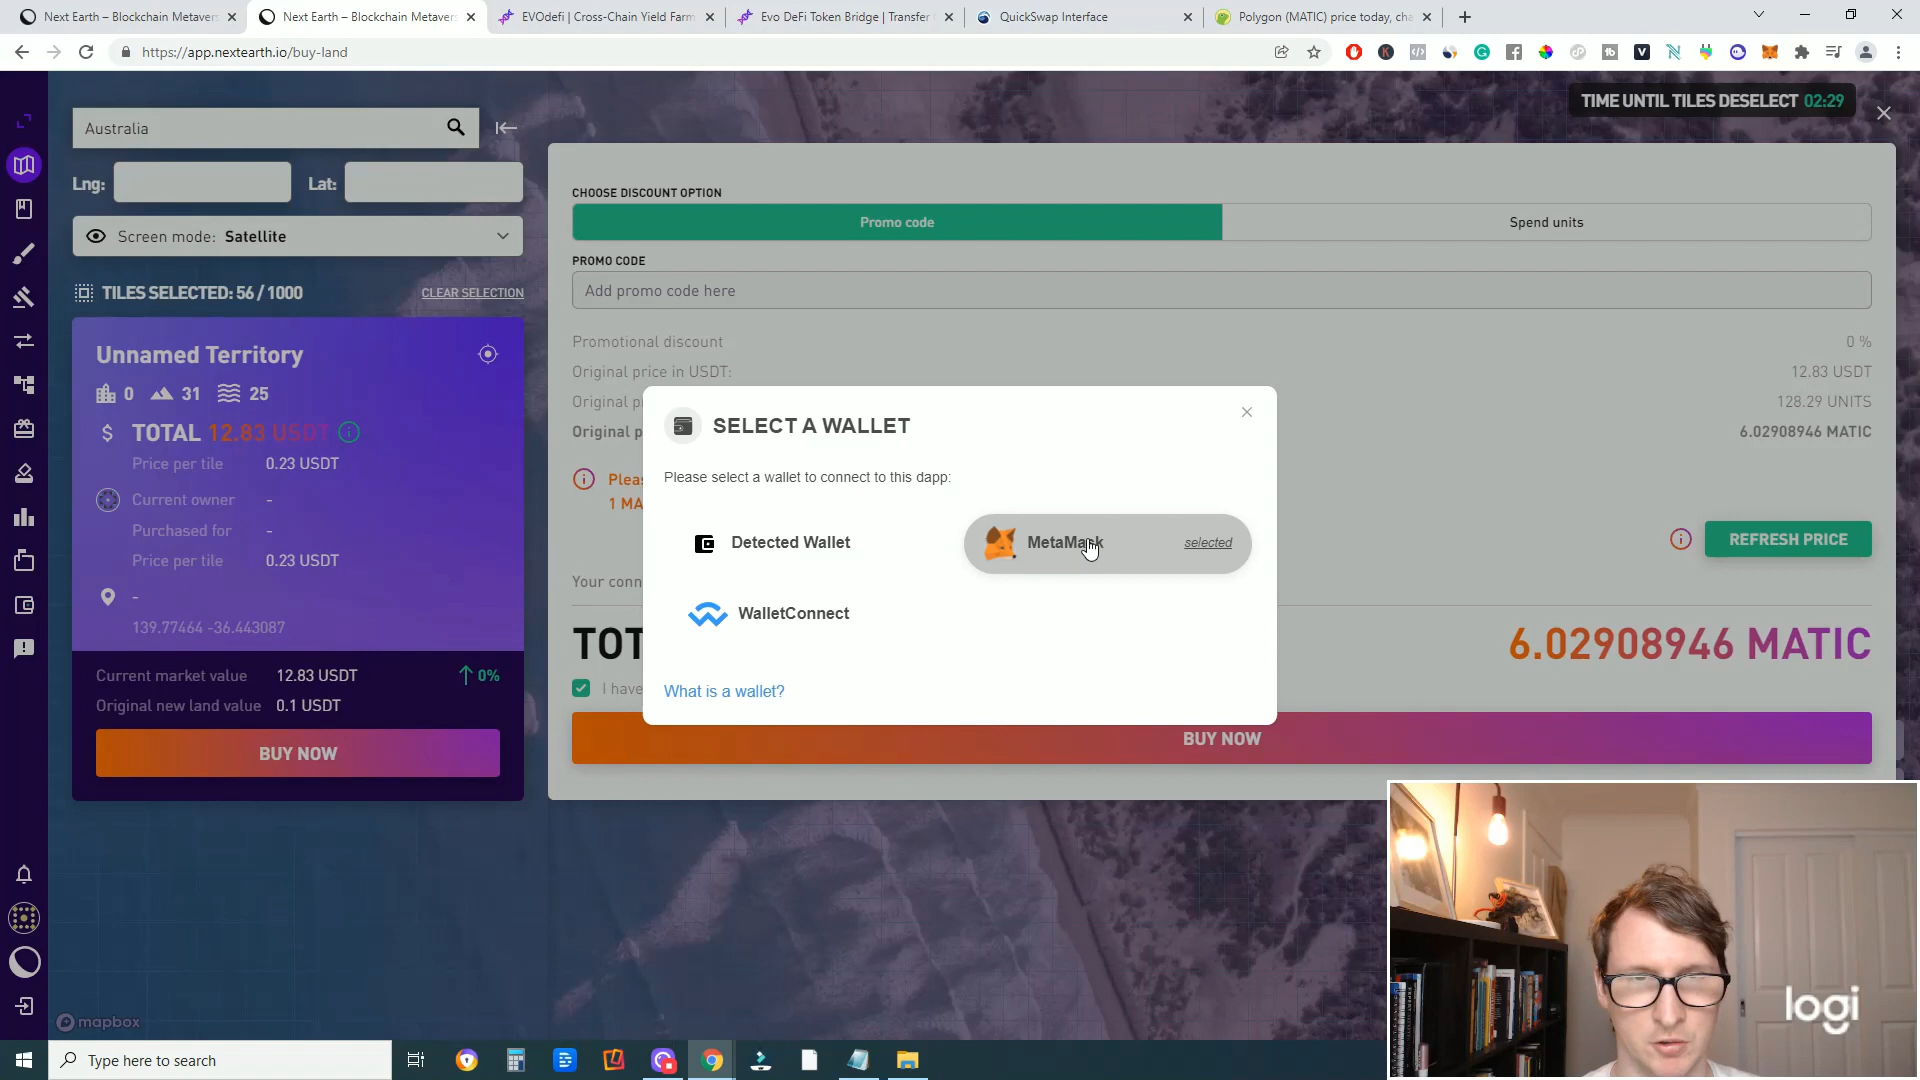 Next Earth – Blockchain Metavers
Next Earth – Blockchain Metavers
EVOdefi | Cross-Chain Yield Farm
Evo DeFi Token Bridge | Transfer
QuickSwap Interface
Polygon (MATIC) price today, cha
https://app.nextearth.io/buy-land
TIME UNTIL TILES DESELECT 02:29
Australia
Lng:
Lat:
Screen mode: Satellite
TILES SELECTED: 56 / 1000
CLEAR SELECTION
Unnamed Territory
0 31 25
$ TOTAL 12.83 USDT
Price per tile 0.23 USDT
Current owner -
Purchased for -
Price per tile 0.23 USDT
-
139.77464 -36.443087
Current market value 12.83 USDT 0%
Original new land value 0.1 USDT
BUY NOW
CHOOSE DISCOUNT OPTION
Promo code
Spend units
PROMO CODE
Add promo code here
Promotional discount 0 %
Original price in USDT: 12.83 USDT
Original p 128.29 UNITS
Original p 6.02908946 MATIC
Pleas
1 MA
REFRESH PRICE
Your conn
TOT 6.02908946 MATIC
I have
BUY NOW
SELECT A WALLET
Please select a wallet to connect to this dapp:
Detected Wallet
MetaMask selected
WalletConnect
What is a wallet?
mapbox
logi
Type here to search